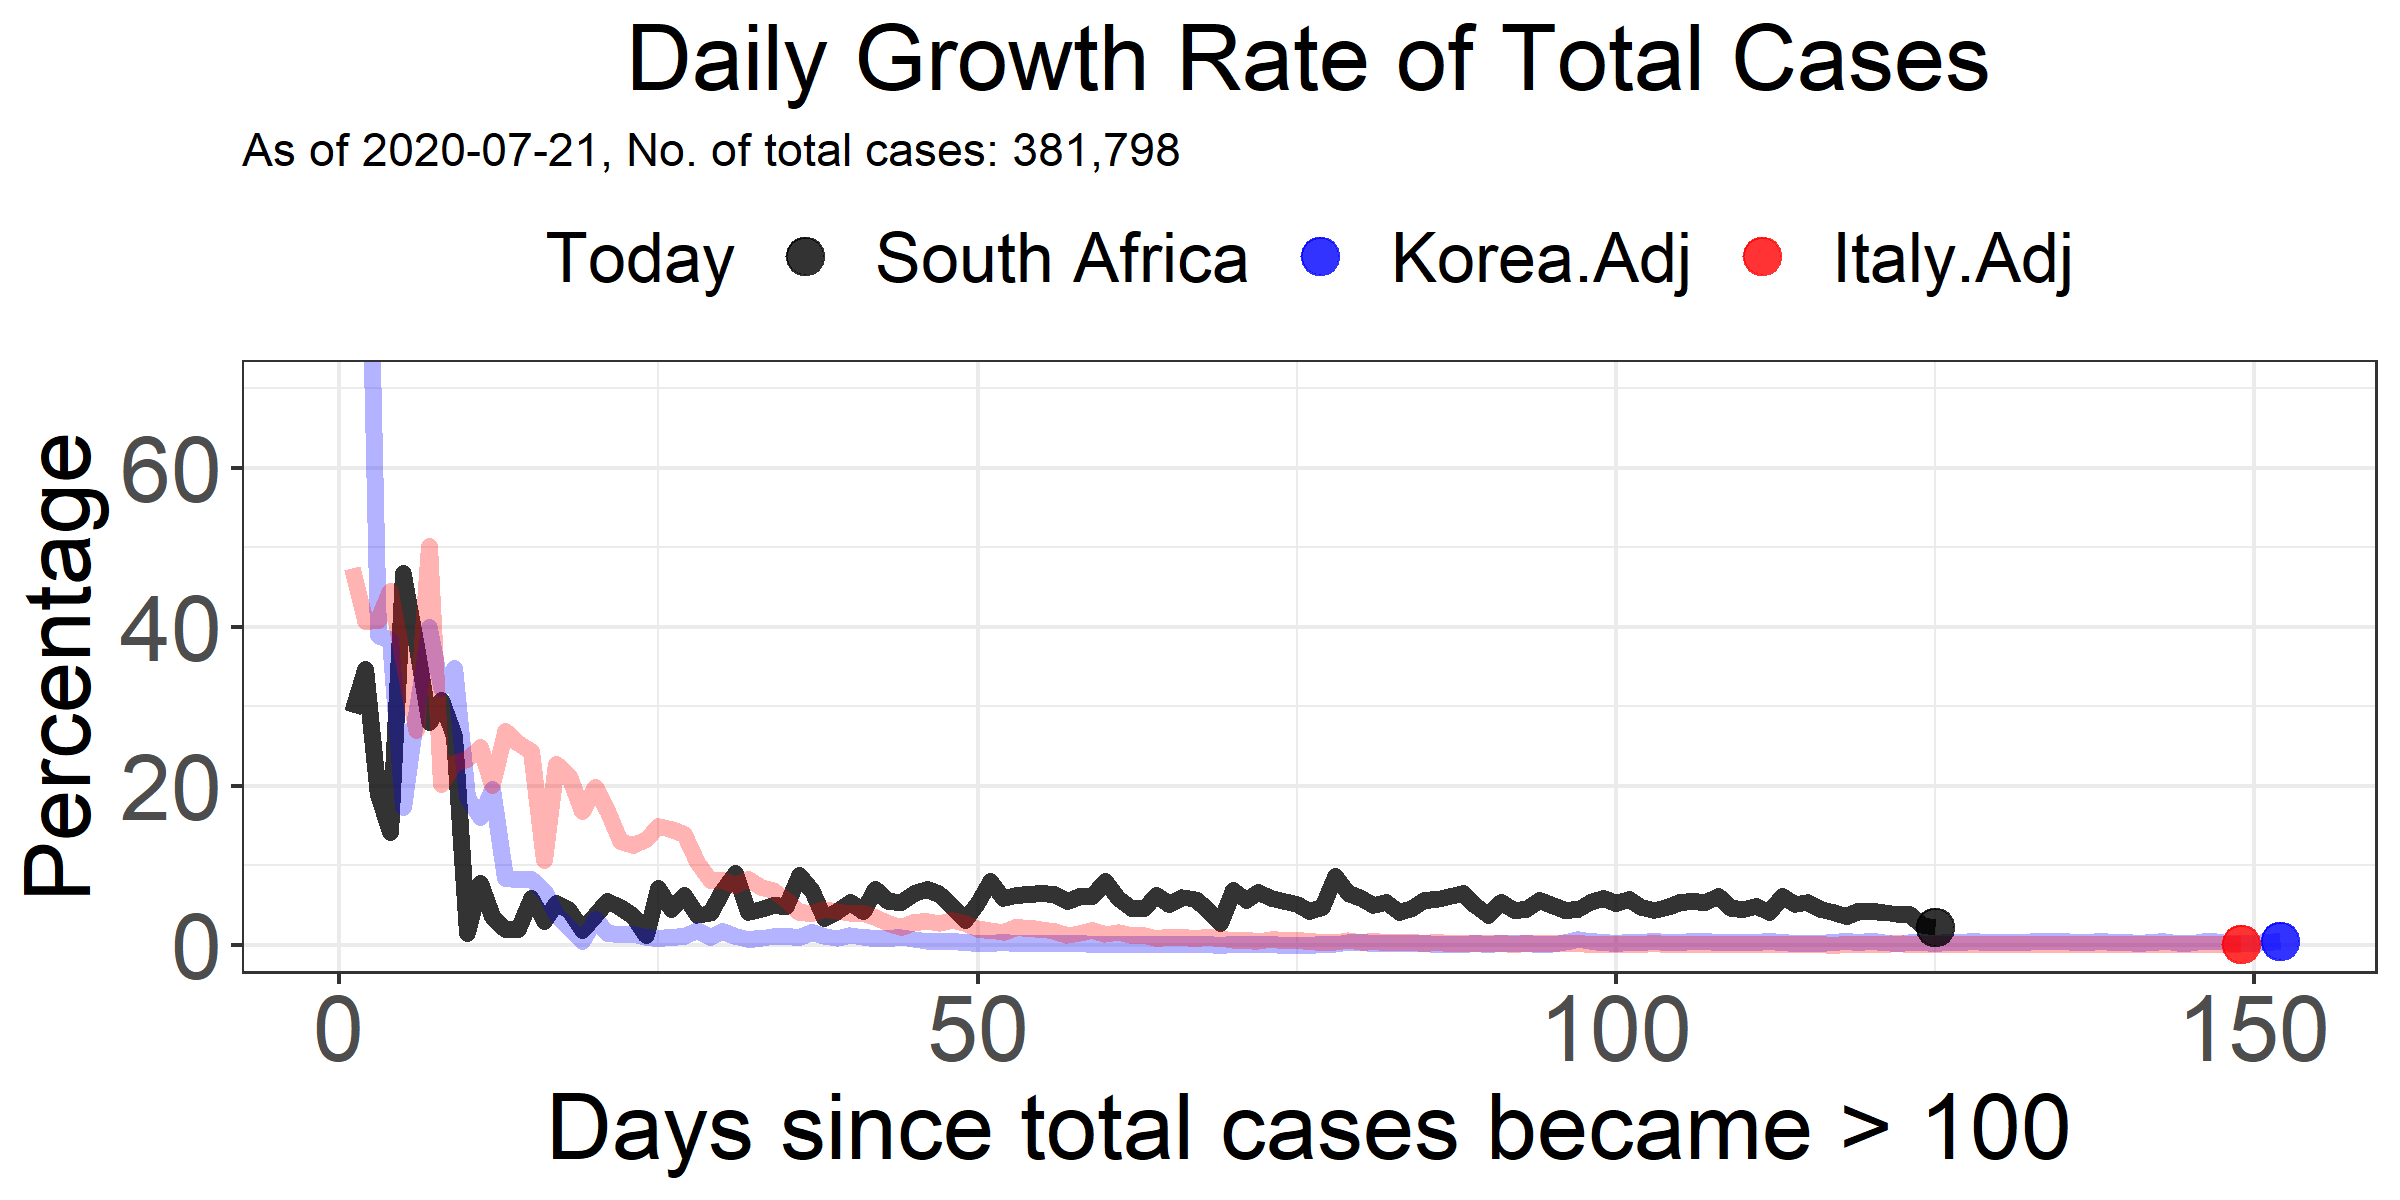 Daily Growth Rate of Total Cases
As of 2020-07-21, No. of total cases: 381,798
Today South Africa Korea.Adj Italy.Adj
Percentage
60
40
20
0
0 50 100 150
Days since total cases became > 100